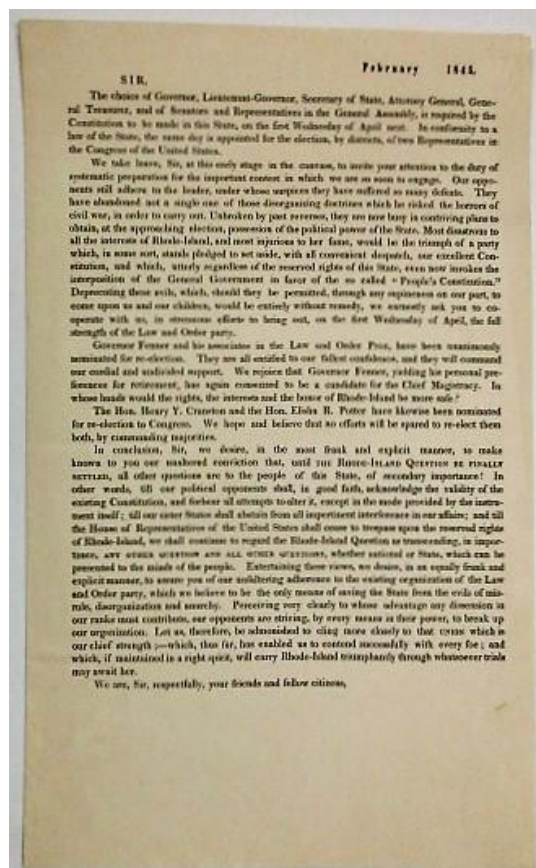 February 1845.
SIR,
The choice of Governor, Lieutenant-Governor, Secretary of State, Attorney General, Gene-
ral Treasurer, and of Senators and Representatives in the General Assembly, is required by the
Constitution to be made in this State, on the first Wednesday of April next. In conformity to a
law of the State, the same day is appointed for the election, by districts, of two Representatives in
the Congress of the United States.
We take leave, Sir, at this early stage in the canvass, to invite your attention to the duty of
systematic preparation for the important contest in which we are so soon to engage. Our oppo-
nents still adhere to the leader, under whose auspices they have suffered so many defeats. They
have abandoned not a single one of those disorganizing doctrines which he risked the horrors of
civil war, in order to carry out. Unbroken by past reverses, they are now busy in contriving plans to
obtain, at the approaching election, possession of the political power of the State. Most disastrous to
all the interests of Rhode-Island, and most injurious to her fame, would be the triumph of a party
which, in some sort, stands pledged to set aside, with all convenient despatch, our excellent Con-
stitution, and which, utterly regardless of the reserved rights of this State, even now invokes the
interposition of the General Government in favor of the so called "People's Constitution."
Deprecating these evils, which, should they be permitted, through any supineness on our part, to
come upon us and our children, would be entirely without remedy, we earnestly ask you to co-
operate with us, in strenuous efforts to bring out, on the first Wednesday of April, the full
strength of the Law and Order party.
Governor Fenner and his associates in the LAW and ORDER PROX, have been unanimously
nominated for re-election. They are all entitled to our fullest confidence, and they will command
our cordial and undivided support. We rejoice that Governor Fenner, yielding his personal pre-
ferences for retirement, has again consented to be a candidate for the Chief Magistracy. In
whose hands would the rights, the interests and the honor of Rhode-Island be more safe?
The Hon. Henry Y. Cranston and the Hon. Elisha R. Potter have likewise been nominated
for re-election to Congress. We hope and believe that no efforts will be spared to re-elect them
both, by commanding majorities.
In conclusion, Sir, we desire, in the most frank and explicit manner, to make
known to you our unaltered conviction that, until THE RHODE-ISLAND QUESTION BE FINALLY
SETTLED, all other questions are to the people of this State, of secondary importance! In
other words, till our political opponents shall, in good faith, acknowledge the validity of the
existing Constitution, and forbear all attempts to alter it, except in the mode provided by the instru-
ment itself; till our sister States shall abstain from all impertinent interference in our affairs; and till
the House of Representatives of the United States shall cease to trespass upon the reserved rights
of Rhode-Island, we shall continue to regard the Rhode-Island Question as transcending, in impor-
tance, ANY OTHER QUESTION AND ALL OTHER QUESTIONS, whether national or State, which can be
presented to the minds of the people. Entertaining these views, we desire, in an equally frank and
explicit manner, to assure you of our unfaltering adherence to the existing organization of the Law
and Order party, which we believe to be the only means of saving the State from the evils of mis-
rule, disorganization and anarchy. Perceiving very clearly to whose advantage any dissension in
our ranks must contribute, our opponents are striving, by every means in their power, to break up
our organization. Let us, therefore, be admonished to cling more closely to that UNION which is
our chief strength;—which, thus far, has enabled us to contend successfully with every foe; and
which, if maintained in a right spirit, will carry Rhode-Island triumphantly through whatsoever trials
may await her.
We are, Sir, respectfully, your friends and fellow citizens,